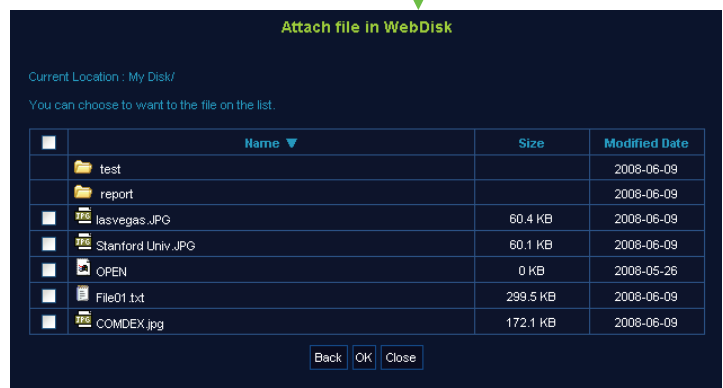 Attach file in WebDisk
Current Location : My Disk/
You can choose to want to the file on the list.
Name ▼ Size Modified Date
test 2008-06-09
report 2008-06-09
lasvegas.JPG 60.4 KB 2008-06-09
Stanford Univ.JPG 60.1 KB 2008-06-09
OPEN 0 KB 2008-05-26
File01.txt 299.5 KB 2008-06-09
COMDEX.jpg 172.1 KB 2008-06-09
Back OK Close